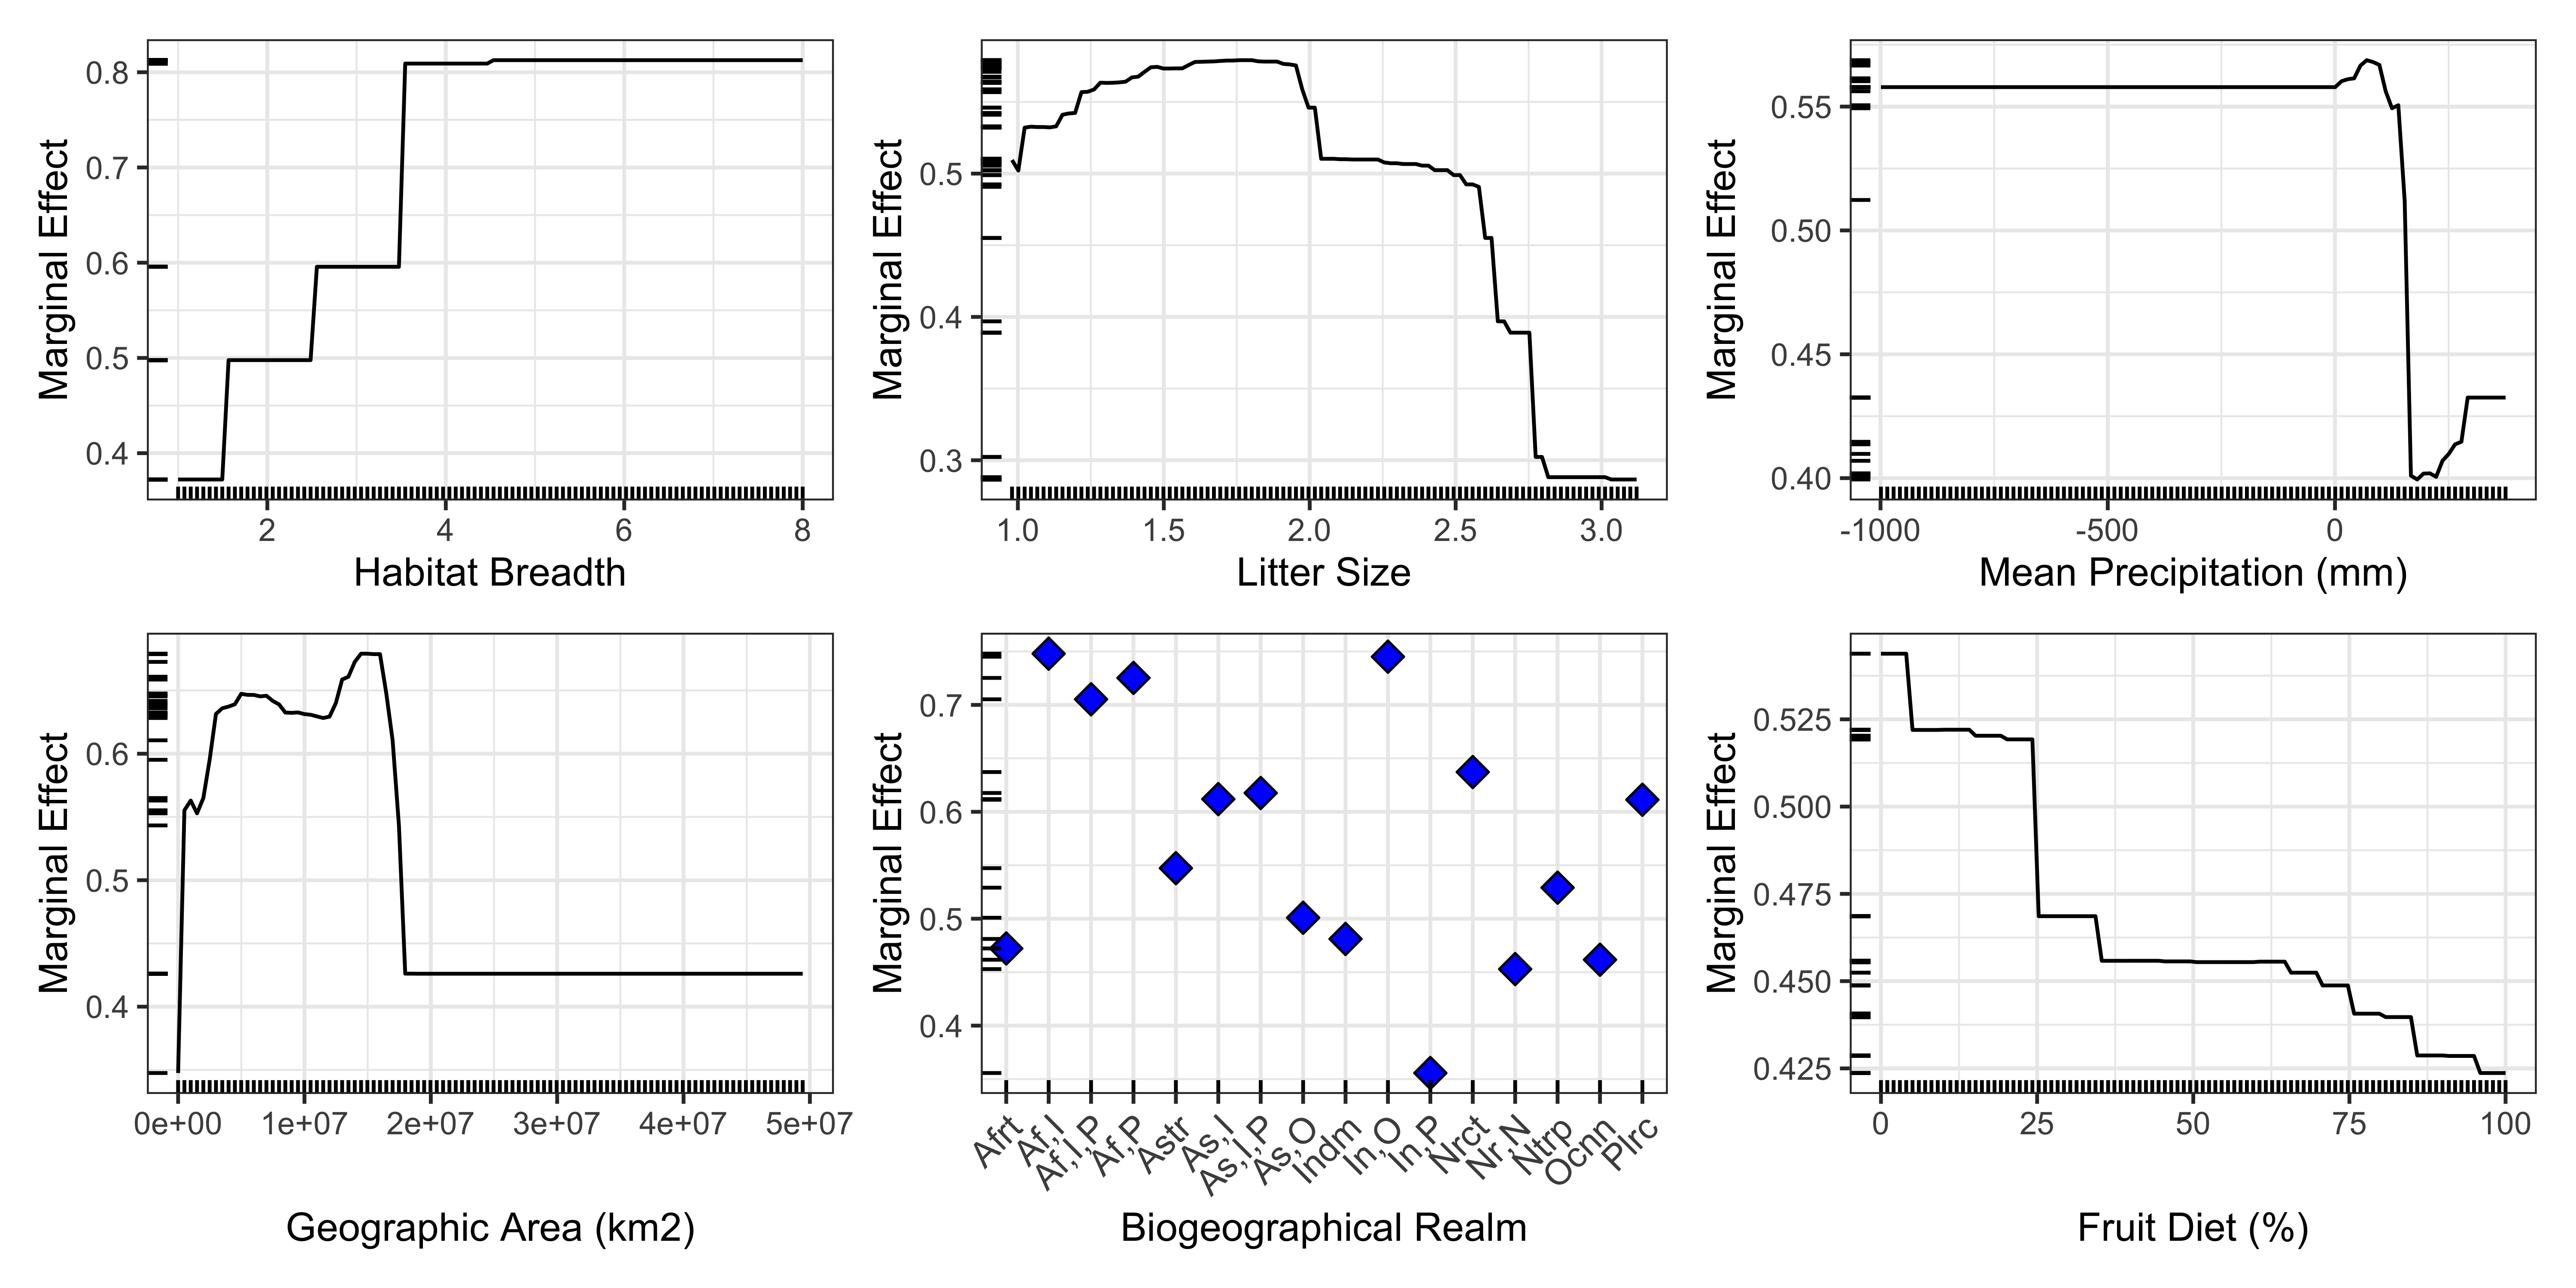 Marginal Effect
0.8
0.7
0.6
0.5
0.4
2 4 6 8
Habitat Breadth
Marginal Effect
0.5
0.4
0.3
1.0 1.5 2.0 2.5 3.0
Litter Size
Marginal Effect
0.55
0.50
0.45
0.40
-1000 -500 0
Mean Precipitation (mm)
Marginal Effect
0.6
0.5
0.4
0e+00 1e+07 2e+07 3e+07 4e+07 5e+07
Geographic Area (km2)
Marginal Effect
0.7
0.6
0.5
0.4
Afrt Af,I Af,I,P Af,P Astr As,I As,I,P As,O Indm In,O In,P Nrct Nr,N Ntrp Ocnn Plrc
Biogeographical Realm
Marginal Effect
0.525
0.500
0.475
0.450
0.425
0 25 50 75 100
Fruit Diet (%)